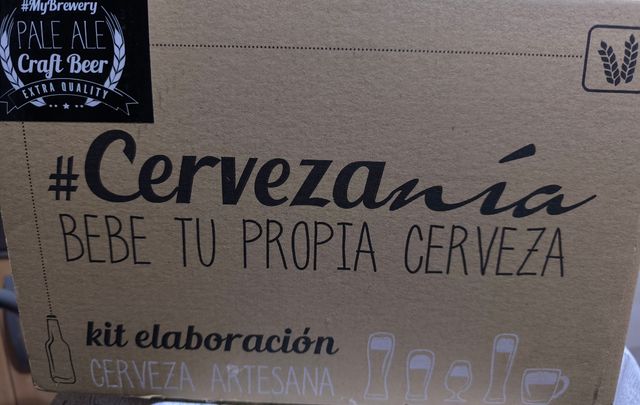 #MyBrewery
PALE ALE
Craft Beer
EXTRA QUALITY
#Cervezanía
BEBE TU PROPIA CERVEZA
kit elaboración
CERVEZA ARTESANA